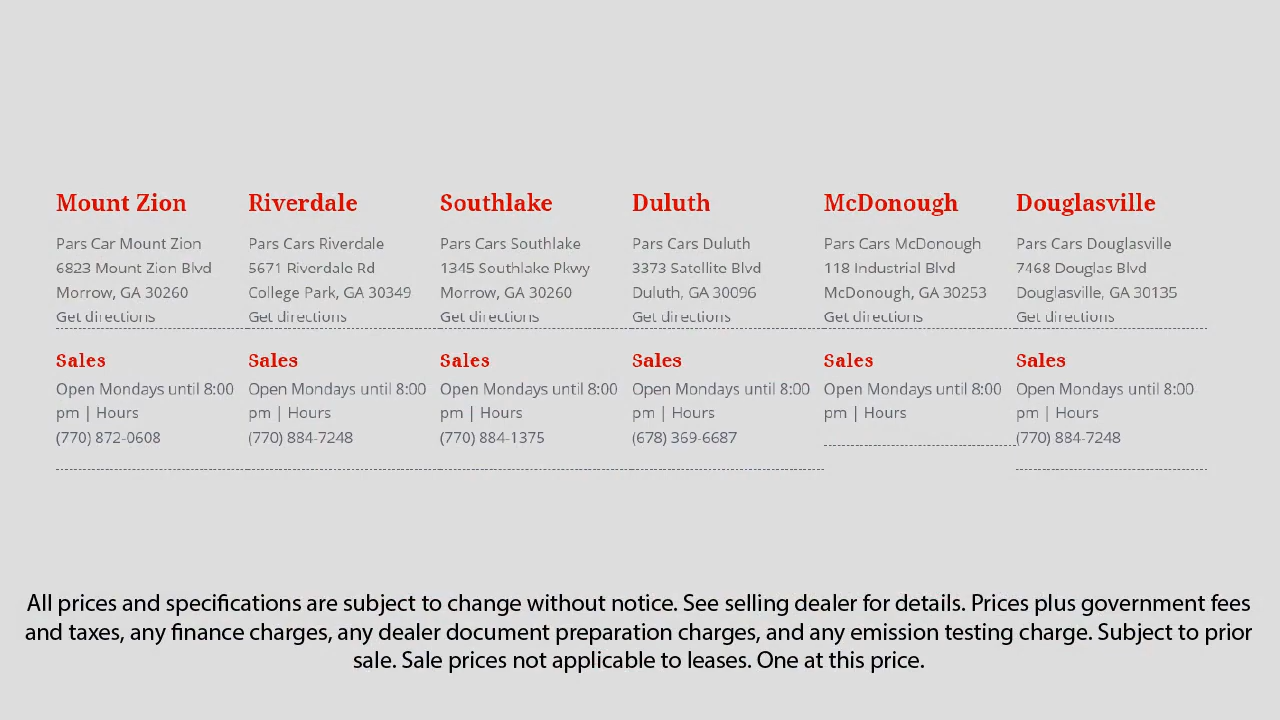 Mount Zion
Pars Car Mount Zion
6823 Mount Zion Blvd
Morrow, GA 30260
Get directions
Sales
Open Mondays until 8:00
pm | Hours
(770) 872-0608
Riverdale
Pars Cars Riverdale
5671 Riverdale Rd
College Park, GA 30349
Get directions
Sales
Open Mondays until 8:00
pm | Hours
(770) 884-7248
Southlake
Pars Cars Southlake
1345 Southlake Pkwy
Morrow, GA 30260
Get directions
Sales
Open Mondays until 8:00
pm | Hours
(770) 884-1375
Duluth
Pars Cars Duluth
3373 Satellite Blvd
Duluth, GA 30096
Get directions
Sales
Open Mondays until 8:00
pm | Hours
(678) 369-6687
McDonough
Pars Cars McDonough
118 Industrial Blvd
McDonough, GA 30253
Get directions
Sales
Open Mondays until 8:00
pm | Hours
Douglasville
Pars Cars Douglasville
7468 Douglas Blvd
Douglasville, GA 30135
Get directions
Sales
Open Mondays until 8:00
pm | Hours
(770) 884-7248
All prices and specifications are subject to change without notice. See selling dealer for details. Prices plus government fees
and taxes, any finance charges, any dealer document preparation charges, and any emission testing charge. Subject to prior
sale. Sale prices not applicable to leases. One at this price.